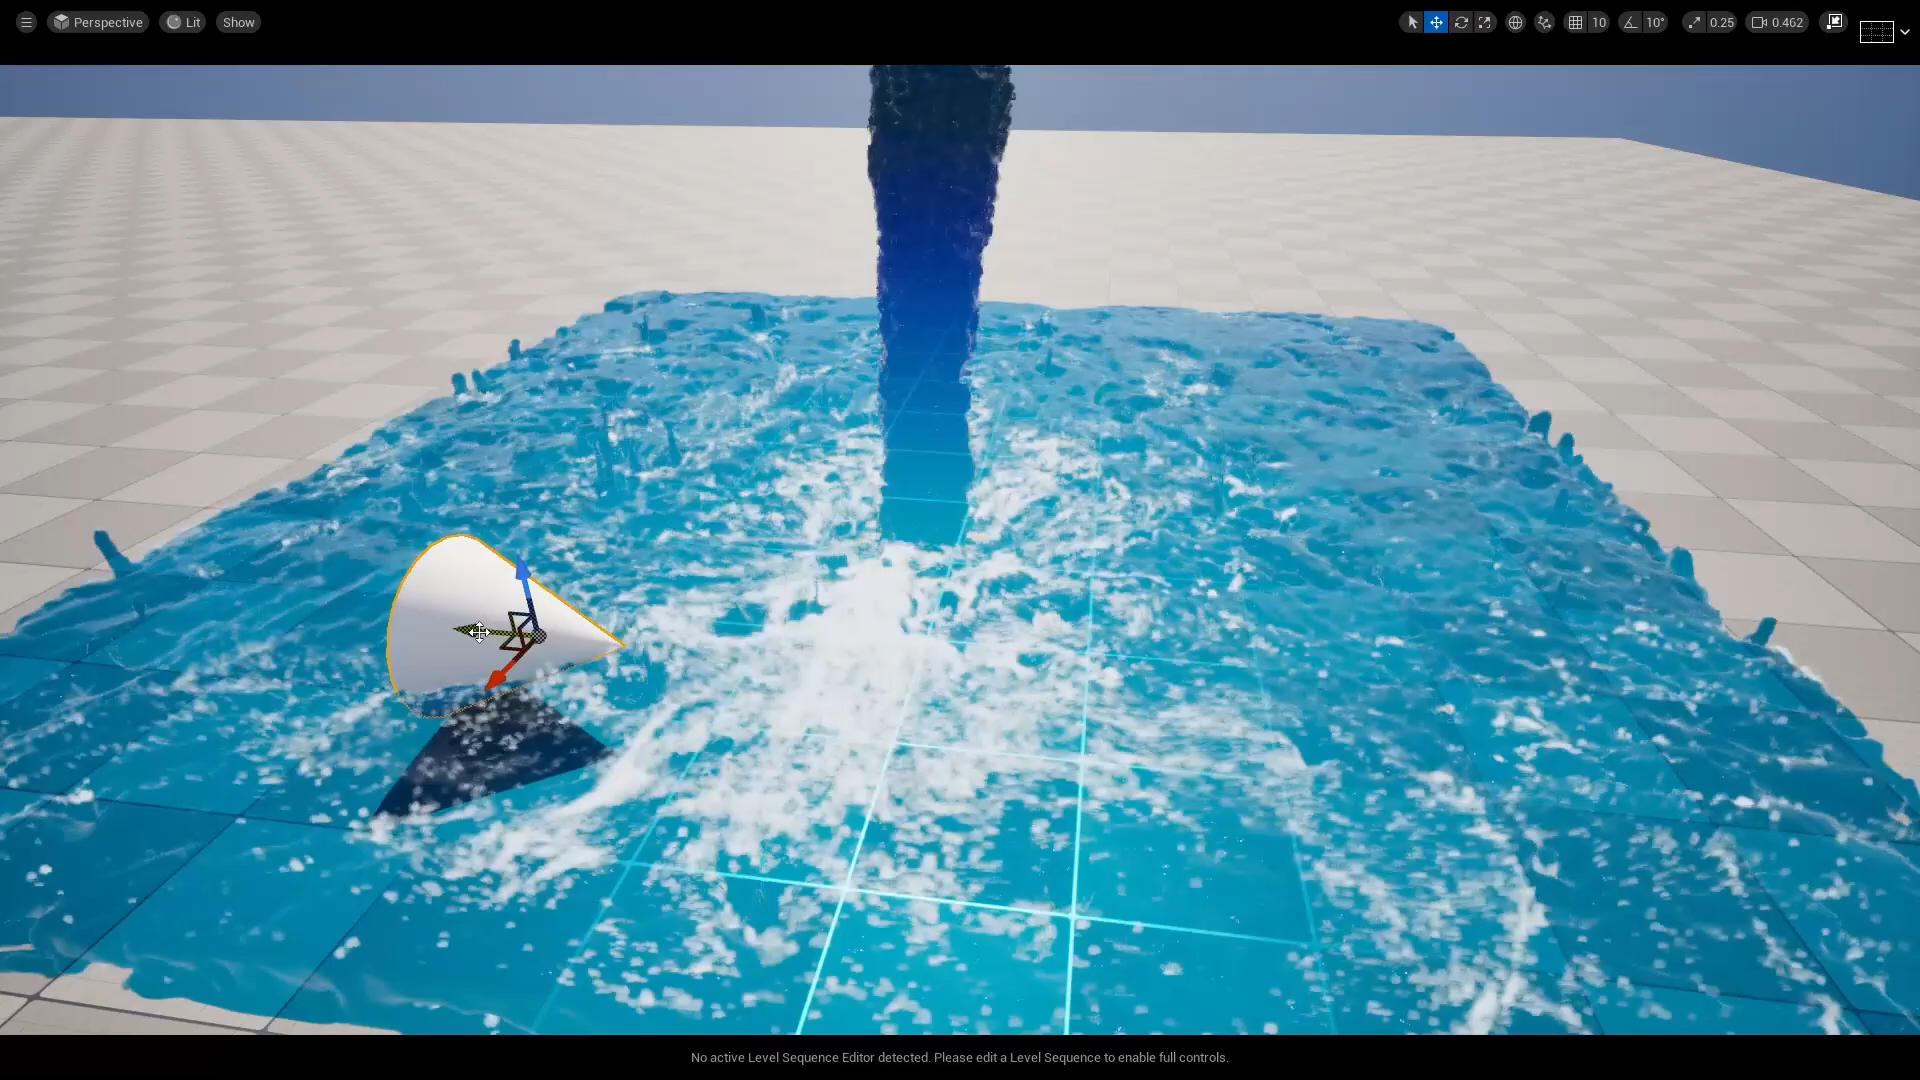 Perspective Lit Show 10 10° 0.25 0.462
No active Level Sequence Editor detected. Please edit a Level Sequence to enable full controls.